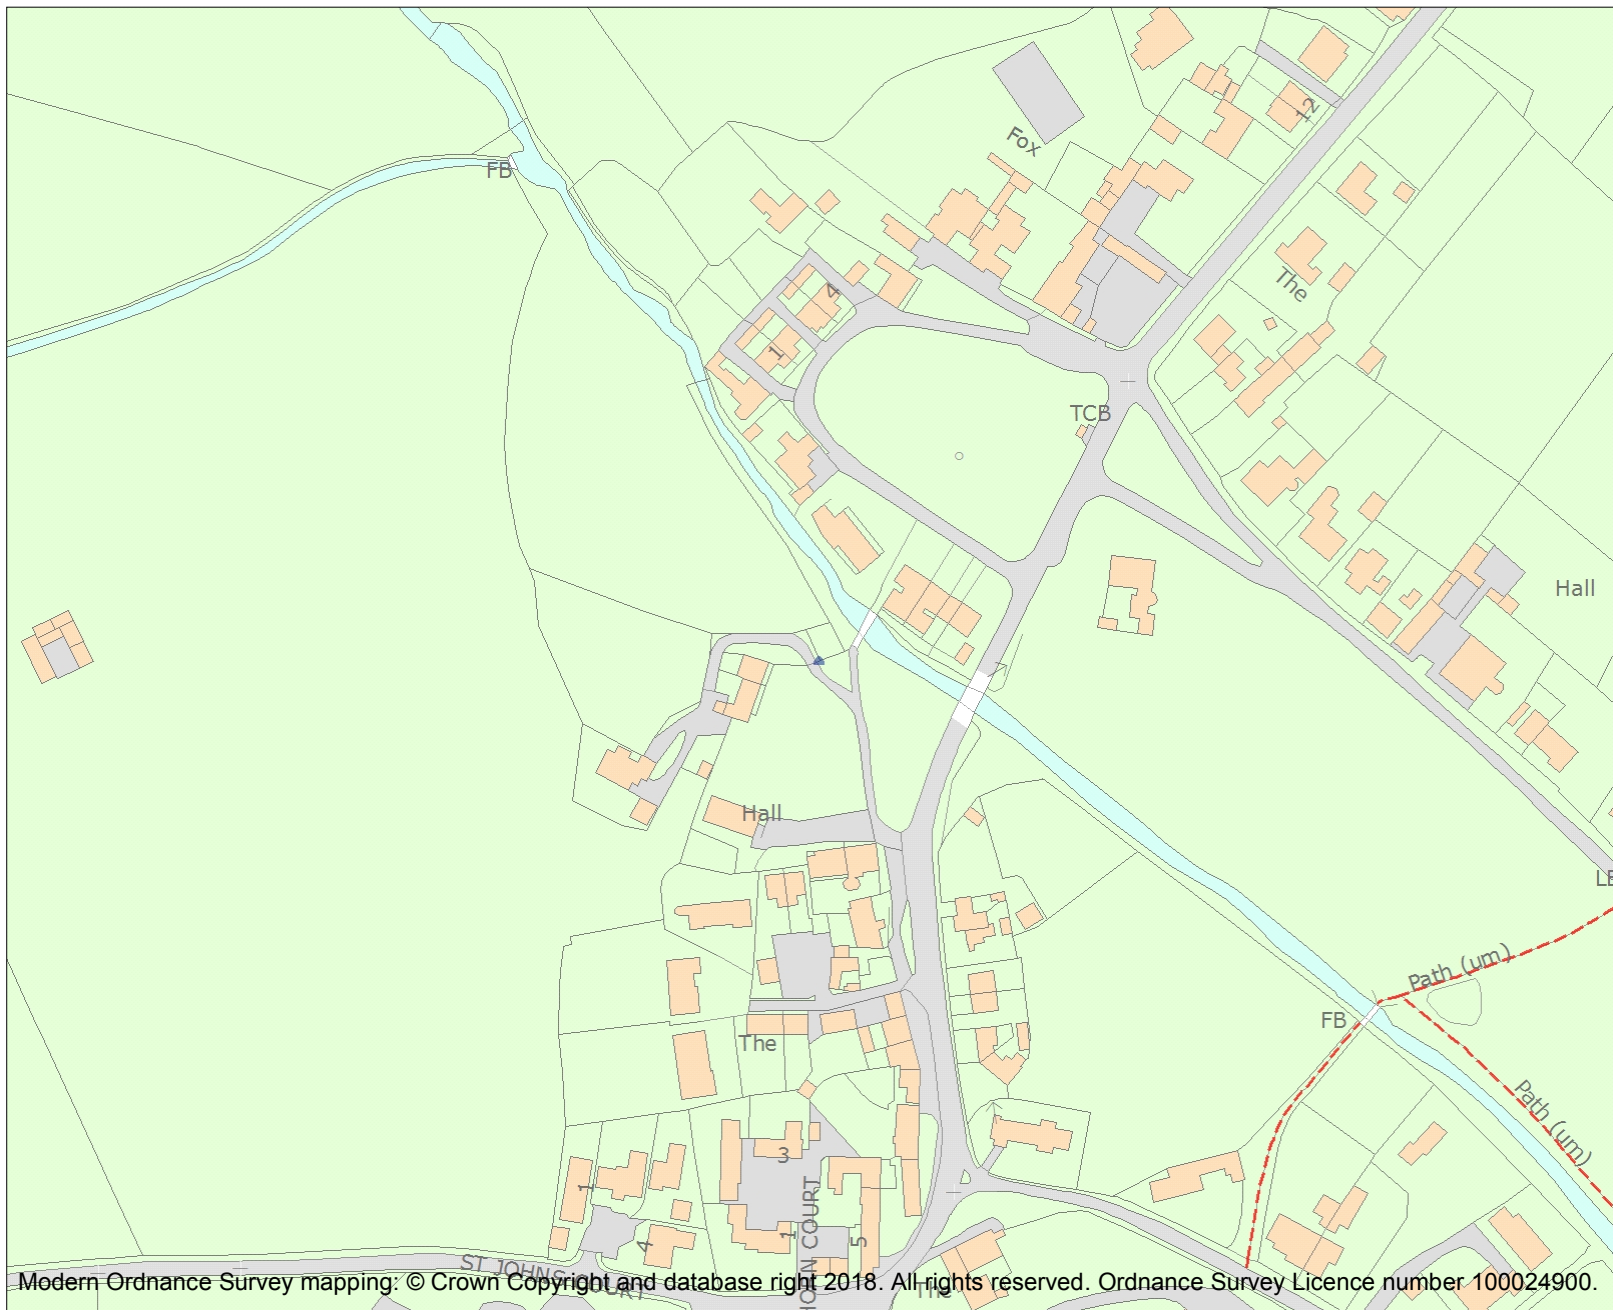 Fox
12
FB
The
4
1
TCB
Hall
Hall
LE
Path (um)
FB
The
Path (um)
3
1
ST JOHNS COURT
4
1
5
The
Modern Ordnance Survey mapping: © Crown Copyright and database right 2018. All rights reserved. Ordnance Survey Licence number 100024900.